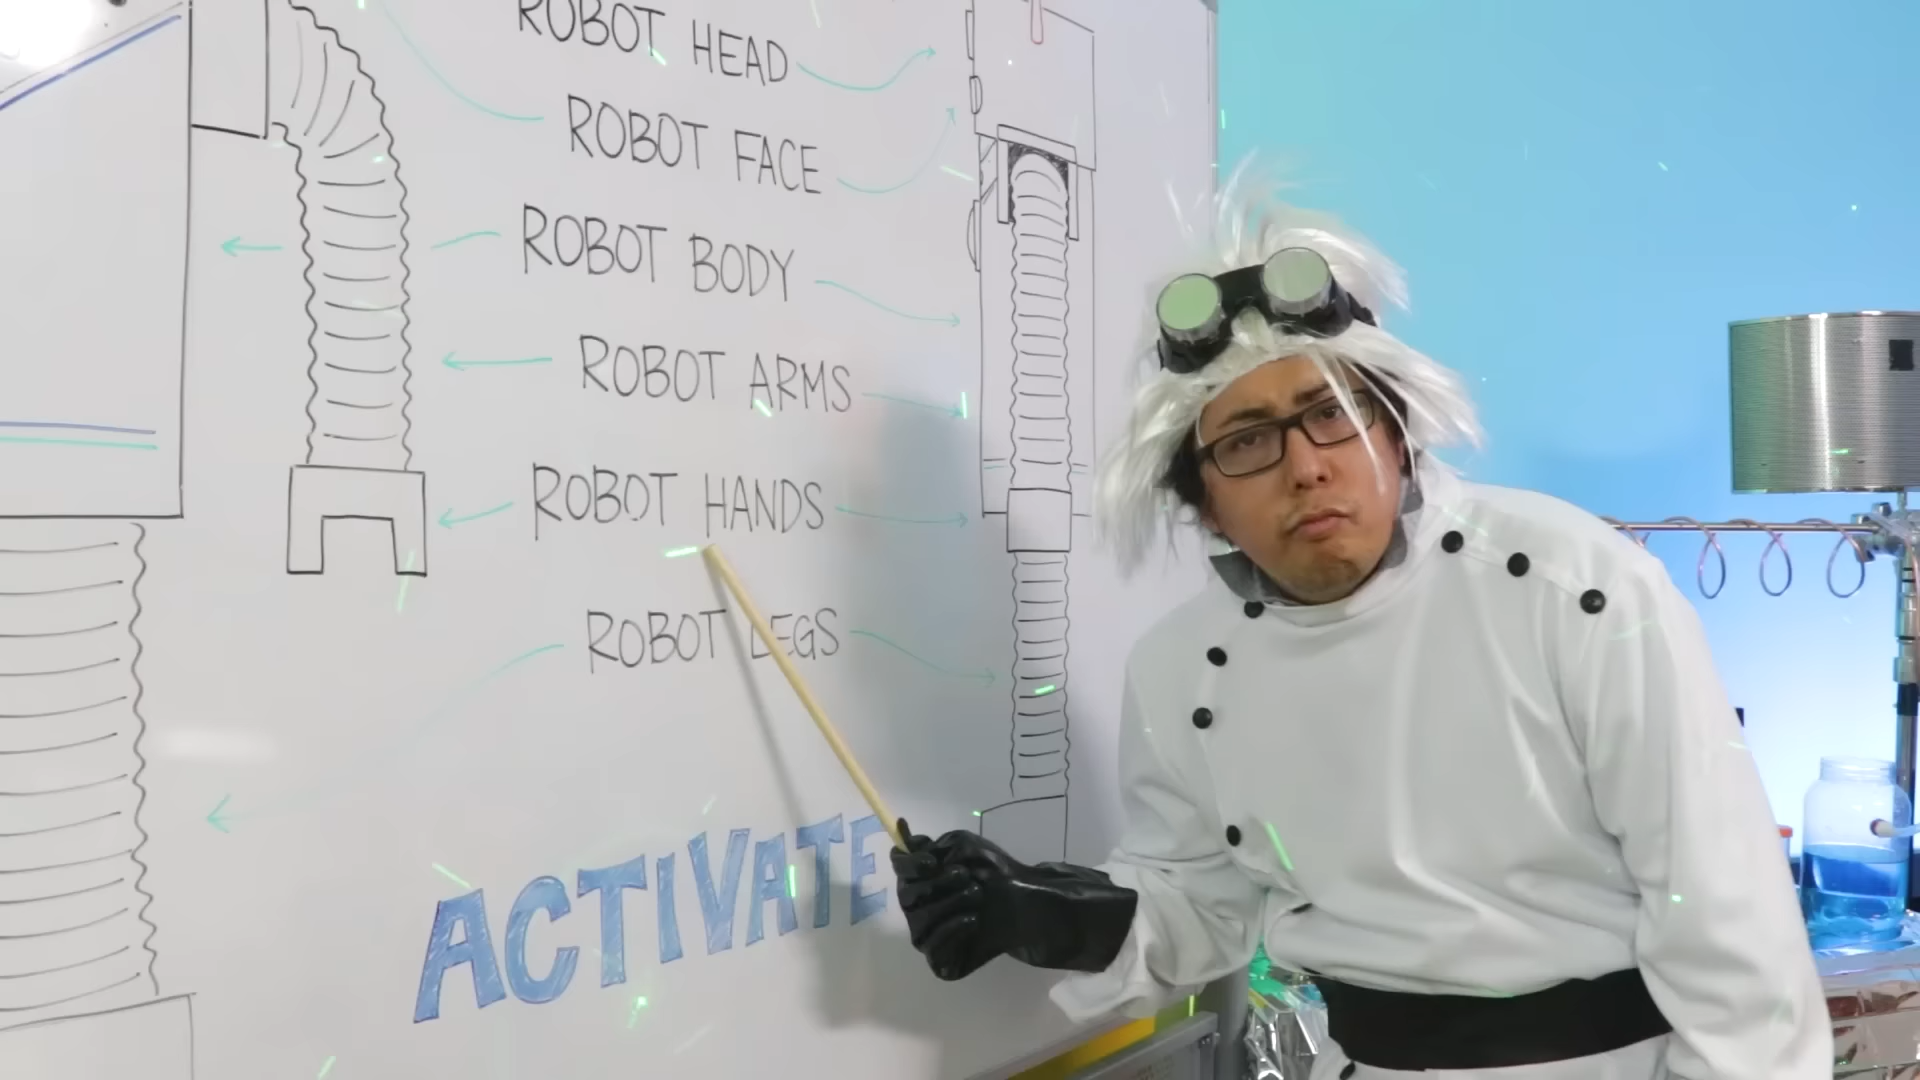 ROBOT HEAD
ROBOT FACE
ROBOT BODY
ROBOT ARMS
ROBOT HANDS
ROBOT LEGS
ACTIVATE